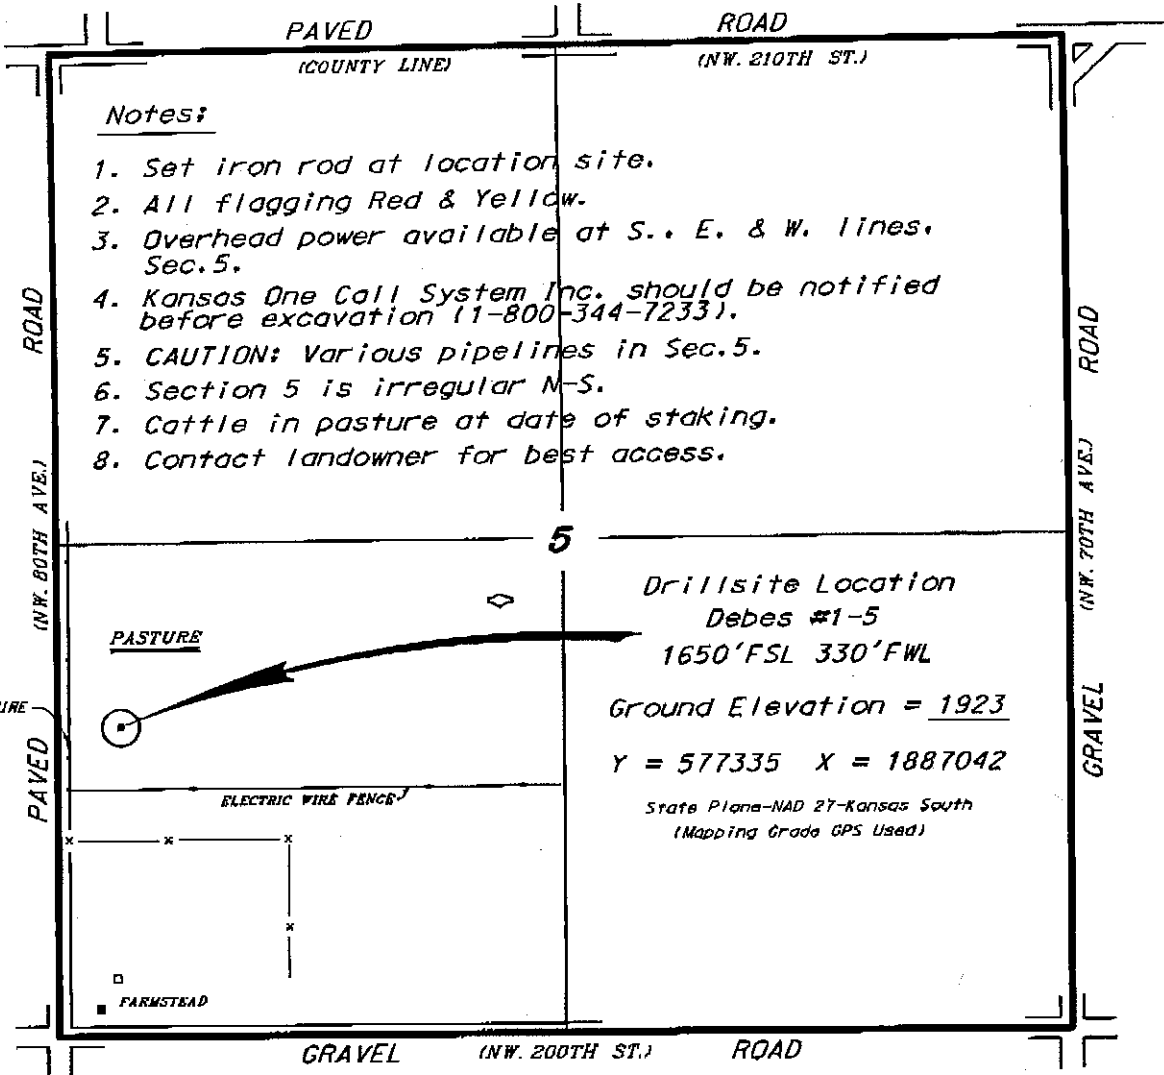 PAVED ROAD
(COUNTY LINE) (NW. 210TH ST.)
Notes:
1. Set iron rod at location site.
2. All flagging Red & Yellow.
3. Overhead power available at S., E. & W. lines,
Sec.5.
4. Kansas One Call System Inc. should be notified
before excavation (1-800-344-7233).
5. CAUTION: Various pipelines in Sec.5.
6. Section 5 is irregular N-S.
7. Cattle in pasture at date of staking.
8. Contact landowner for best access.
ROAD
(NW. 80TH AVE.)
PAVED
ROAD
(NW. 70TH AVE.)
GRAVEL
5
Drillsite Location
Debes #1-5
1650'FSL 330'FWL
PASTURE
Ground Elevation = 1923
Y = 577335 X = 1887042
State Plane-NAD 27-Kansas South
(Mapping Grade GPS Used)
ELECTRIC WIRE FENCE
FARMSTEAD
GRAVEL (NW. 200TH ST.) ROAD